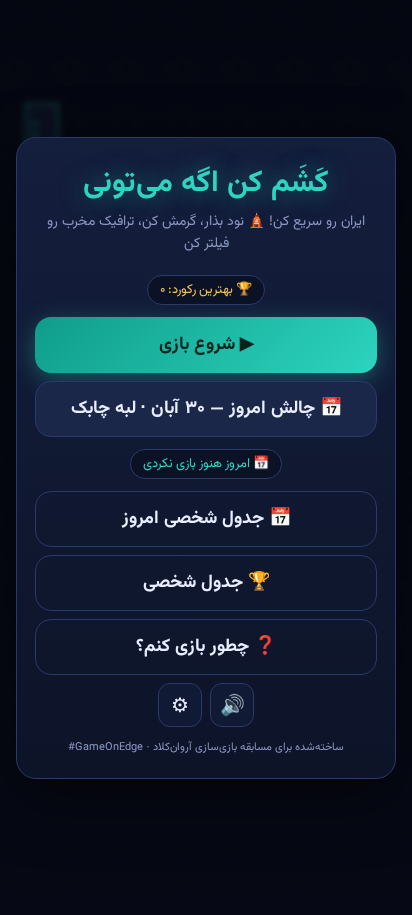 کَشَم کن اگه می‌تونی
ایران رو سریع کن! 🛕 نود بذار، گرمش کن، ترافیک مخرب رو
فیلتر کن
🏆 بهترین رکورد: ۰
▶ شروع بازی
📅 چالش امروز — ۳۰ آبان · لبه چابک
📅 امروز هنوز بازی نکردی
📅 جدول شخصی امروز
🏆 جدول شخصی
❓ چطور بازی کنم؟
ساخته‌شده برای مسابقه بازی‌سازی آروان‌کلاد · #GameOnEdge